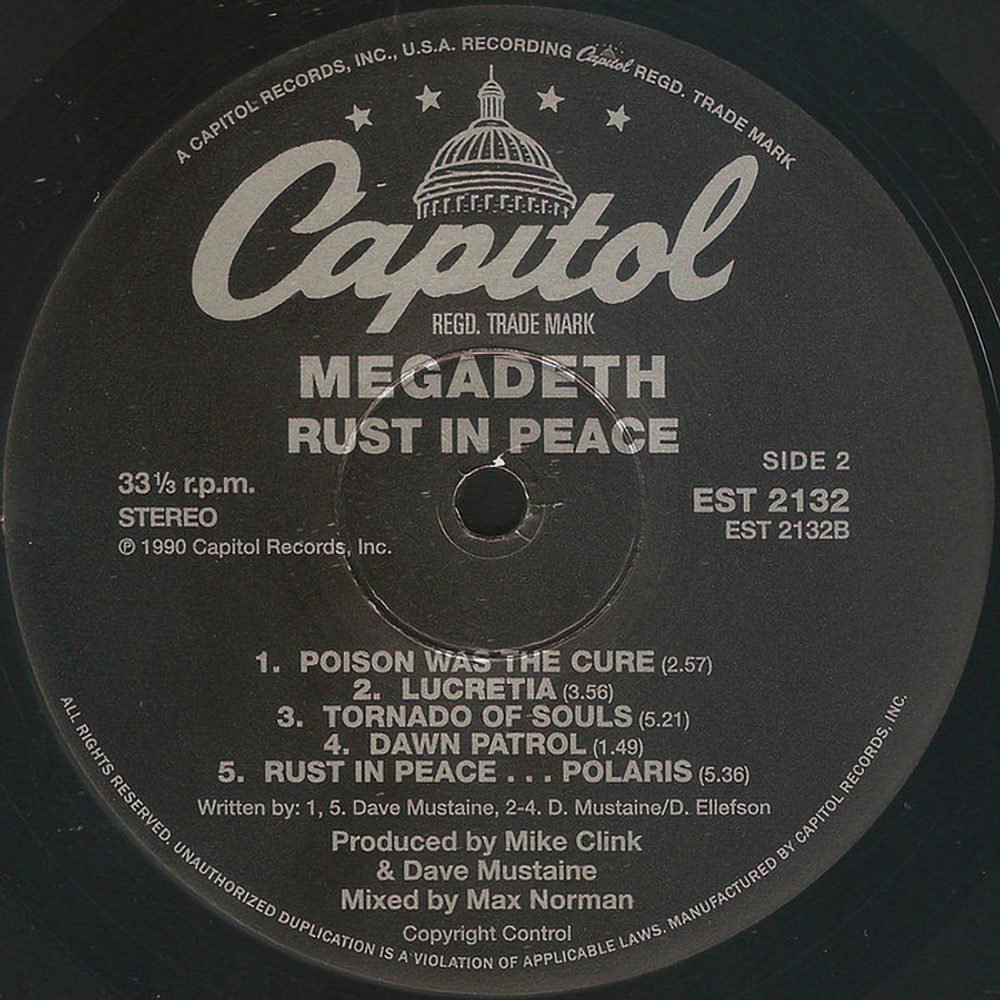 A CAPITOL RECORDS, INC., U.S.A. RECORDING Capitol REGD. TRADE MARK
Capitol
REGD. TRADE MARK
MEGADETH
RUST IN PEACE
33⅓ r.p.m.
STEREO
℗ 1990 Capitol Records, Inc.
SIDE 2
EST 2132
EST 2132B
1. POISON WAS THE CURE (2.57)
2. LUCRETIA (3.56)
3. TORNADO OF SOULS (5.21)
4. DAWN PATROL (1.49)
5. RUST IN PEACE . . . POLARIS (5.36)
Written by: 1, 5. Dave Mustaine, 2-4. D. Mustaine/D. Ellefson
Produced by Mike Clink
& Dave Mustaine
Mixed by Max Norman
Copyright Control
ALL RIGHTS RESERVED. UNAUTHORIZED DUPLICATION IS A VIOLATION OF APPLICABLE LAWS. MANUFACTURED BY CAPITOL RECORDS, INC.